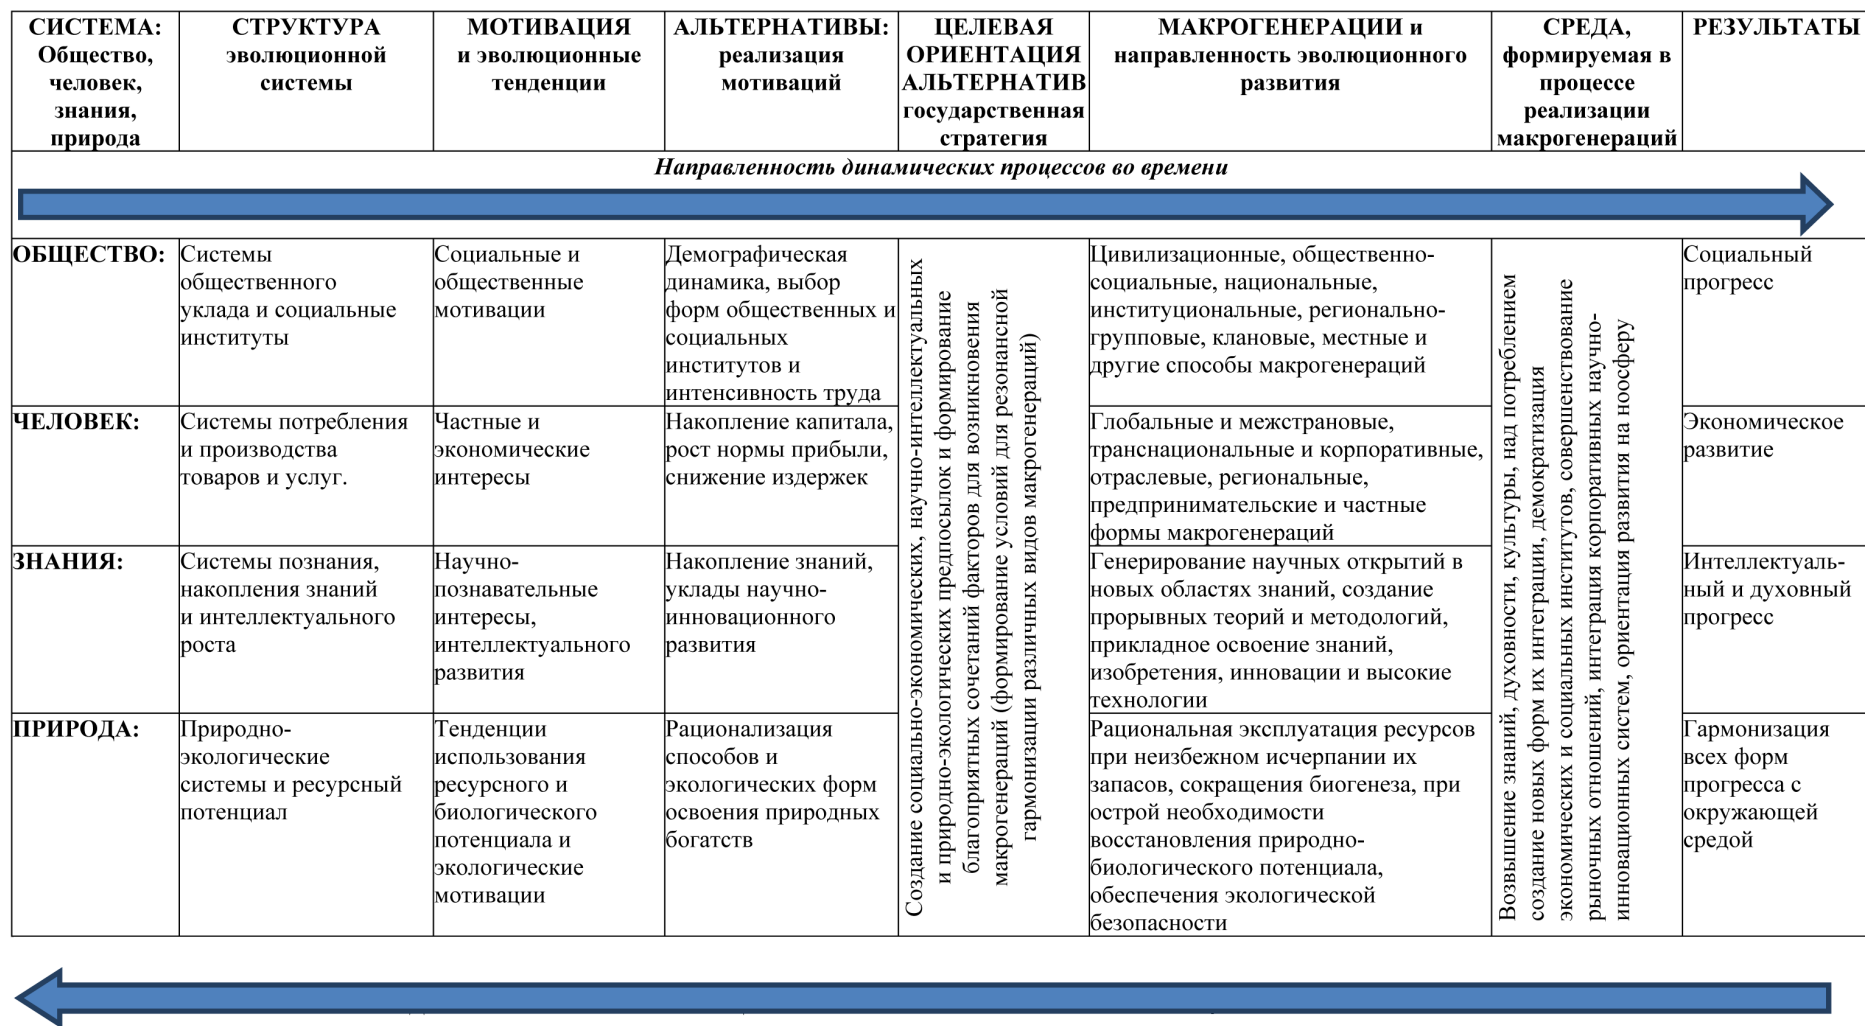 СИСТЕМА:
Общество,
человек,
знания,
природа
СТРУКТУРА
эволюционной
системы
МОТИВАЦИЯ
и эволюционные
тенденции
АЛЬТЕРНАТИВЫ:
реализация
мотиваций
ЦЕЛЕВАЯ
ОРИЕНТАЦИЯ
АЛЬТЕРНАТИВ
государственная
стратегия
МАКРОГЕНЕРАЦИИ и
направленность эволюционного
развития
СРЕДА,
формируемая в
процессе
реализации
макрогенераций
РЕЗУЛЬТАТЫ
Направленность динамических процессов во времени
ОБЩЕСТВО:
Системы
общественного
уклада и социальные
институты
Социальные и
общественные
мотивации
Демографическая
динамика, выбор
форм общественных и
социальных
институтов и
интенсивность труда
Создание социально-экономических, научно-интеллектуальных
и природно-экологических предпосылок и формирование
благоприятных сочетаний факторов для возникновения
макрогенераций (формирование условий для резонансной
гармонизации различных видов макрогенераций)
Цивилизационные, общественно-
социальные, национальные,
институциональные, регионально-
групповые, клановые, местные и
другие способы макрогенераций
Возвышение знаний, духовности, культуры, над потреблением
создание новых форм их интеграции, демократизация
экономических и социальных институтов, совершенствование
рыночных отношений, интеграция корпоративных научно-
инновационных систем, ориентация развития на ноосферу
Социальный
прогресс
ЧЕЛОВЕК:
Системы потребления
и производства
товаров и услуг.
Частные и
экономические
интересы
Накопление капитала,
рост нормы прибыли,
снижение издержек
Глобальные и межстрановые,
транснациональные и корпоративные,
отраслевые, региональные,
предпринимательские и частные
формы макрогенераций
Экономическое
развитие
ЗНАНИЯ:
Системы познания,
накопления знаний
и интеллектуального
роста
Научно-
познавательные
интересы,
интеллектуального
развития
Накопление знаний,
уклады научно-
инновационного
развития
Генерирование научных открытий в
новых областях знаний, создание
прорывных теорий и методологий,
прикладное освоение знаний,
изобретения, инновации и высокие
технологии
Интеллектуаль-
ный и духовный
прогресс
ПРИРОДА:
Природно-
экологические
системы и ресурсный
потенциал
Тенденции
использования
ресурсного и
биологического
потенциала и
экологические
мотивации
Рационализация
способов и
экологических форм
освоения природных
богатств
Рациональная эксплуатация ресурсов
при неизбежном исчерпании их
запасов, сокращения биогенеза, при
острой необходимости
восстановления природно-
биологического потенциала,
обеспечения экологической
безопасности
Гармонизация
всех форм
прогресса с
окружающей
средой